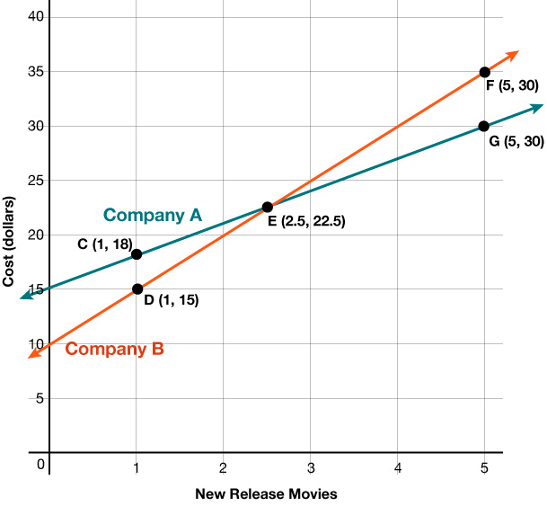 40
35
F (5, 30)
30
G (5, 30)
25
Company A
E (2.5, 22.5)
20
C (1, 18)
Cost (dollars)
15
D (1, 15)
10
Company B
5
0
1
2
3
4
5
New Release Movies